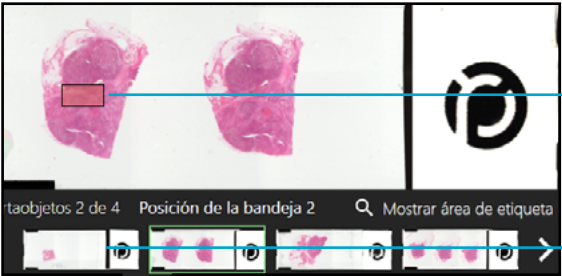 rtaobjetos 2 de 4 Posición de la bandeja 2 Mostrar área de etiqueta